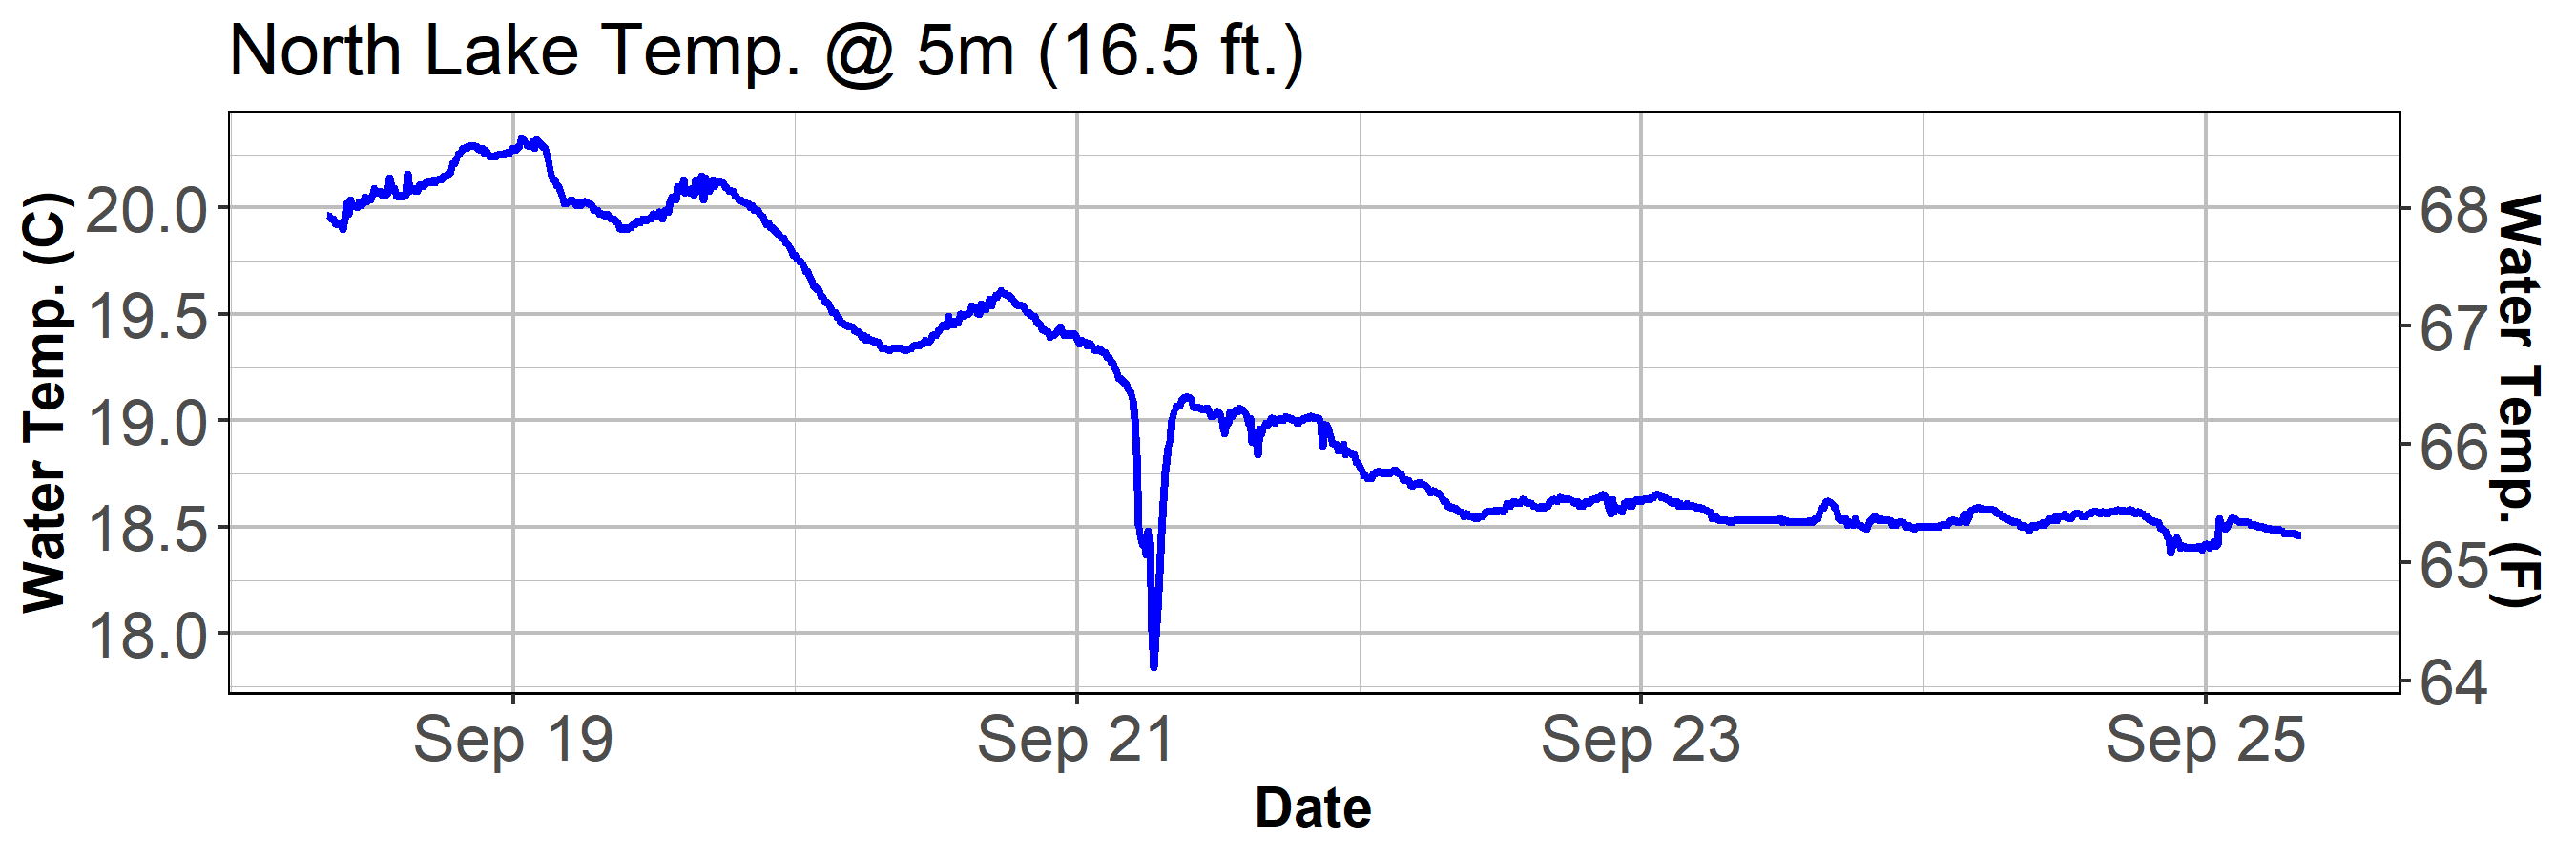 North Lake Temp. @ 5m (16.5 ft.)
Water Temp. (C)
20.0
19.5
19.0
18.5
18.0
68
67
66
65
64
Water Temp. (F)
Sep 19
Sep 21
Sep 23
Sep 25
Date